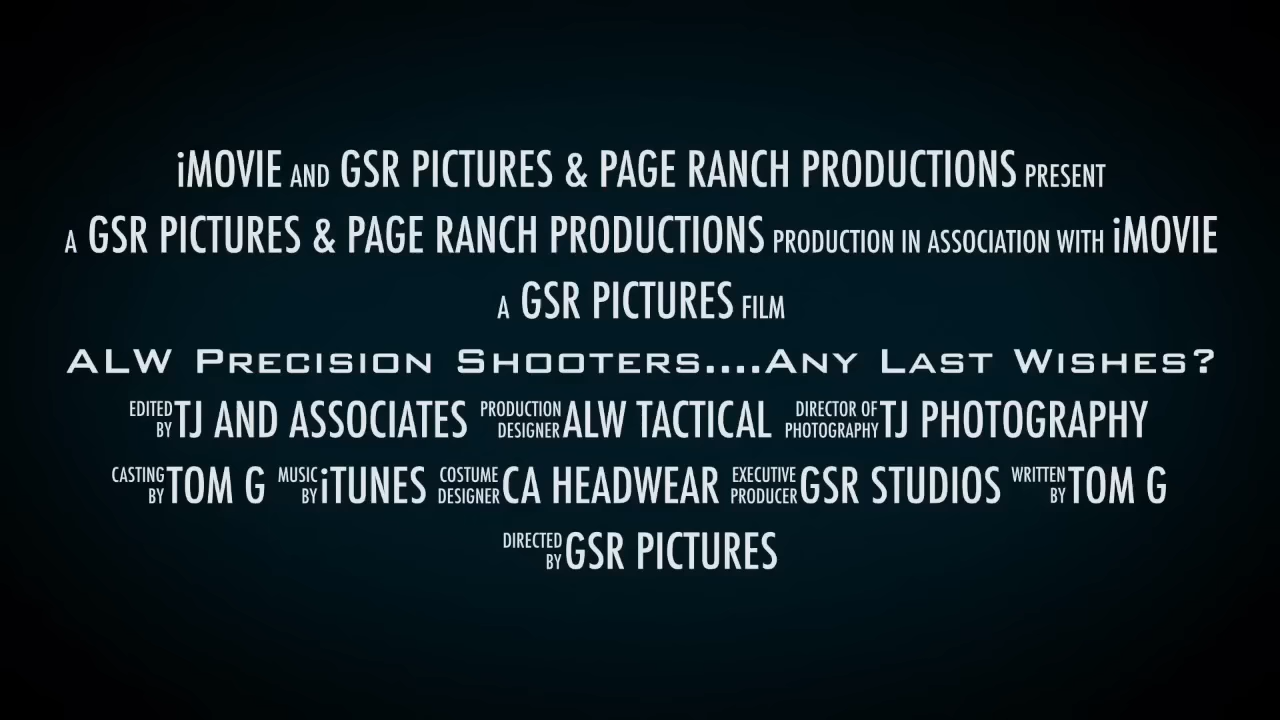 iMOVIE AND GSR PICTURES & PAGE RANCH PRODUCTIONS PRESENT
A GSR PICTURES & PAGE RANCH PRODUCTIONS PRODUCTION IN ASSOCIATION WITH iMOVIE
A GSR PICTURES FILM
ALW PRECISION SHOOTERS....ANY LAST WISHES?
EDITED BY TJ AND ASSOCIATES PRODUCTION DESIGNER ALW TACTICAL DIRECTOR OF PHOTOGRAPHY TJ PHOTOGRAPHY
CASTING BY TOM G MUSIC BY iTUNES COSTUME DESIGNER CA HEADWEAR EXECUTIVE PRODUCER GSR STUDIOS WRITTEN BY TOM G
DIRECTED BY GSR PICTURES